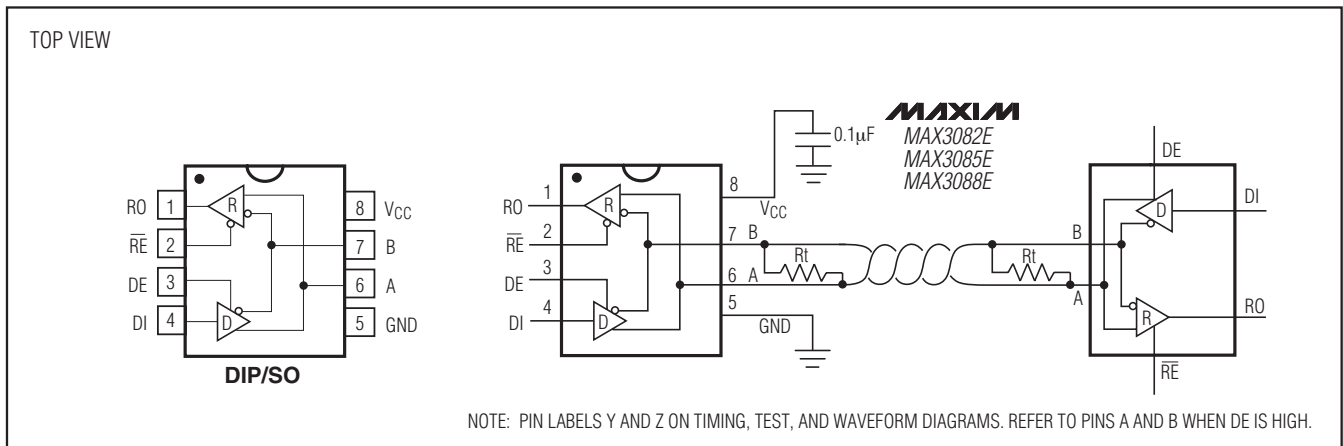 TOP VIEW
RO 1
RE 2
DE 3
DI 4
R
D
8 VCC
7 B
6 A
5 GND
DIP/SO
RO 1
RE 2
DE 3
DI 4
R
D
8
VCC
7 B
6 A
5
GND
0.1µF
MAXIM
MAX3082E
MAX3085E
MAX3088E
Rt
Rt
B
A
DE
D
DI
R
RO
RE
NOTE: PIN LABELS Y AND Z ON TIMING, TEST, AND WAVEFORM DIAGRAMS. REFER TO PINS A AND B WHEN DE IS HIGH.